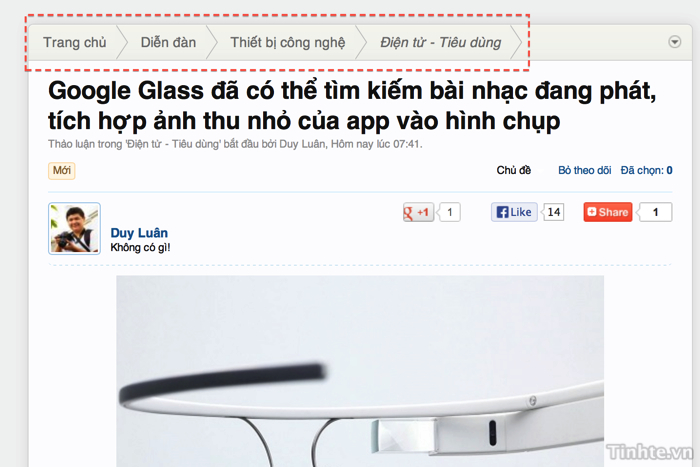 Trang chủ Diễn đàn Thiết bị công nghệ Điện tử - Tiêu dùng
Google Glass đã có thể tìm kiếm bài nhạc đang phát,
tích hợp ảnh thu nhỏ của app vào hình chụp
Thảo luận trong 'Điện tử - Tiêu dùng' bắt đầu bởi Duy Luân, Hôm nay lúc 07:41.
Mới Chủ đề Bỏ theo dõi Đã chọn: 0
g +1 1 Like 14 Share 1
Duy Luân
Không có gì!
Tinhte.vn